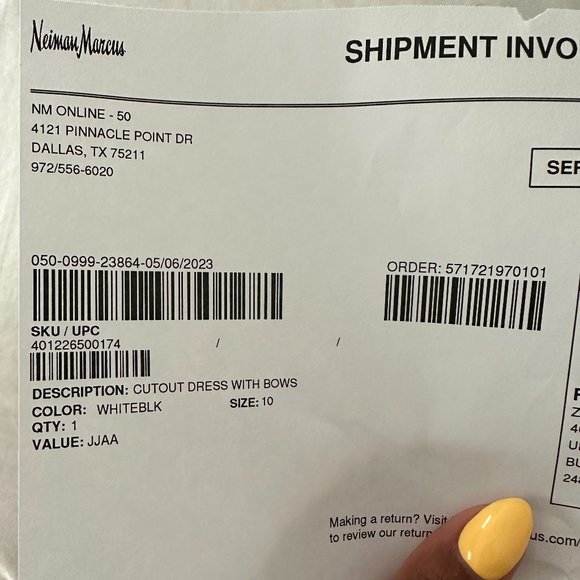 Neiman Marcus
SHIPMENT INVO
NM ONLINE - 50
4121 PINNACLE POINT DR
DALLAS, TX 75211
972/556-6020
SER
050-0999-23864-05/06/2023
ORDER: 571721970101
SKU / UPC
401226500174 / /
DESCRIPTION: CUTOUT DRESS WITH BOWS
COLOR: WHITEBLK SIZE: 10
QTY: 1
VALUE: JJAA
Z
BU
248
Making a return? Visit
to review our return us.com/